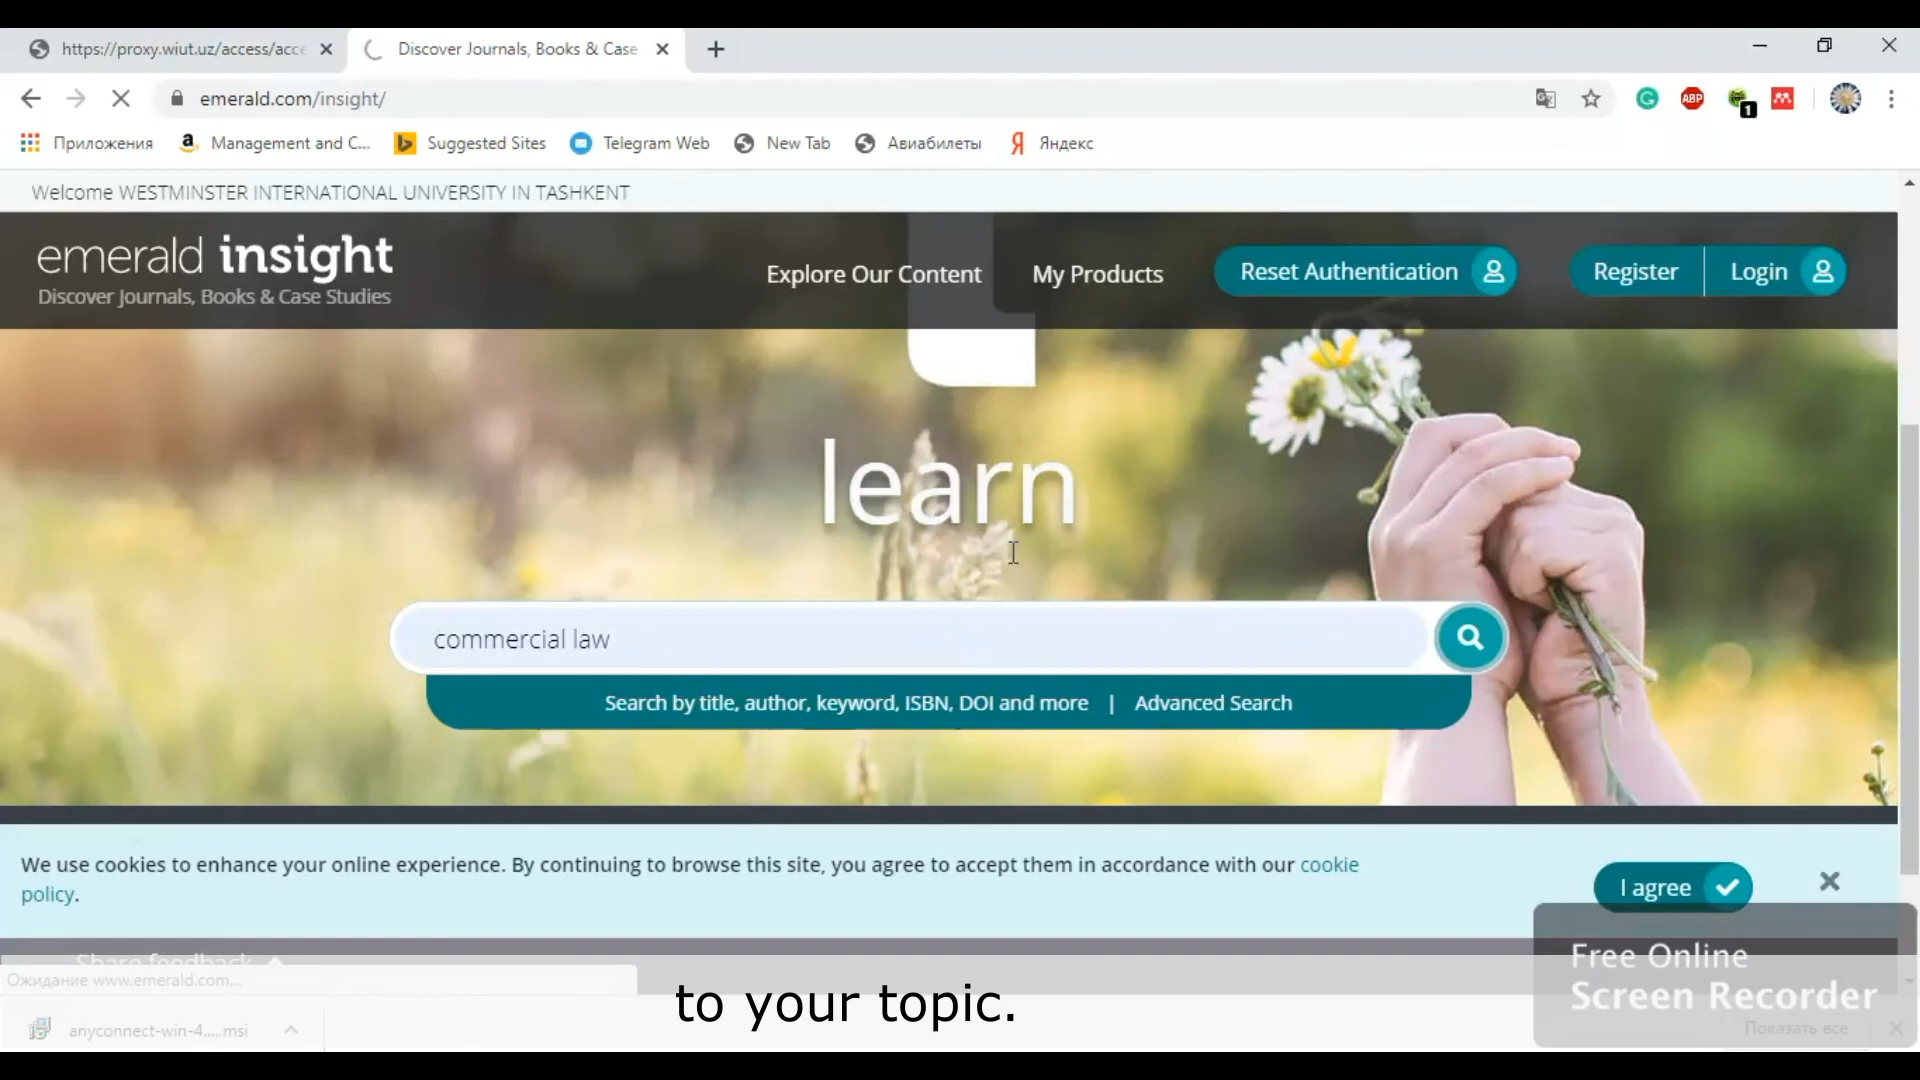 https://proxy.wiut.uz/access/acce
Discover Journals, Books & Case
emerald.com/insight/
ABP
1
Приложения
Management and C...
Suggested Sites
Telegram Web
New Tab
Авиабилеты
Яндекс
Welcome WESTMINSTER INTERNATIONAL UNIVERSITY IN TASHKENT
emerald insight
Discover Journals, Books & Case Studies
Explore Our Content
My Products
Reset Authentication
Register
Login
learn
commercial law
Search by title, author, keyword, ISBN, DOI and more | Advanced Search
We use cookies to enhance your online experience. By continuing to browse this site, you agree to accept them in accordance with our cookie
policy.
I agree
Share feedback
Ожидание www.emerald.com...
to your topic.
Free Online
Screen Recorder
anyconnect-win-4.....msi
Показать все